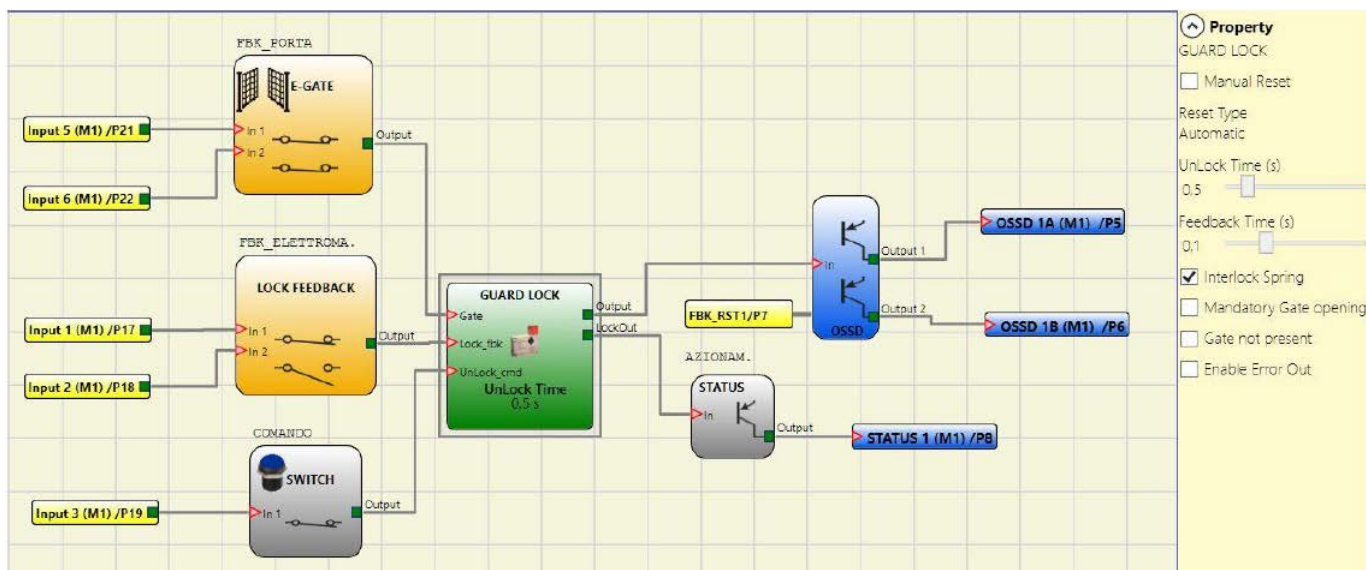 FBK_PORTA
E-GATE
Input 5 (M1) /P21
In 1
Output
In 2
Input 6 (M1) /P22
FBK_ELETTROMA.
LOCK FEEDBACK
Input 1 (M1) /P17
In 1
In 2
Output
Input 2 (M1) /P18
COMANDO
SWITCH
Input 3 (M1) /P19
In 1
Output
GUARD LOCK
Gate
Output
LockOut
Lock_fbk
UnLock_cmd
UnLock Time
0,5 s
In
Output 1
Output 2
OSSD
FBK_RST1/P7
OSSD 1A (M1) /P5
OSSD 1B (M1) /P6
AZIONAM.
STATUS
In
Output
STATUS 1 (M1) /P8
Property
GUARD LOCK
Manual Reset
Reset Type
Automatic
UnLock Time (s)
0,5
Feedback Time (s)
0,1
Interlock Spring
Mandatory Gate opening
Gate not present
Enable Error Out